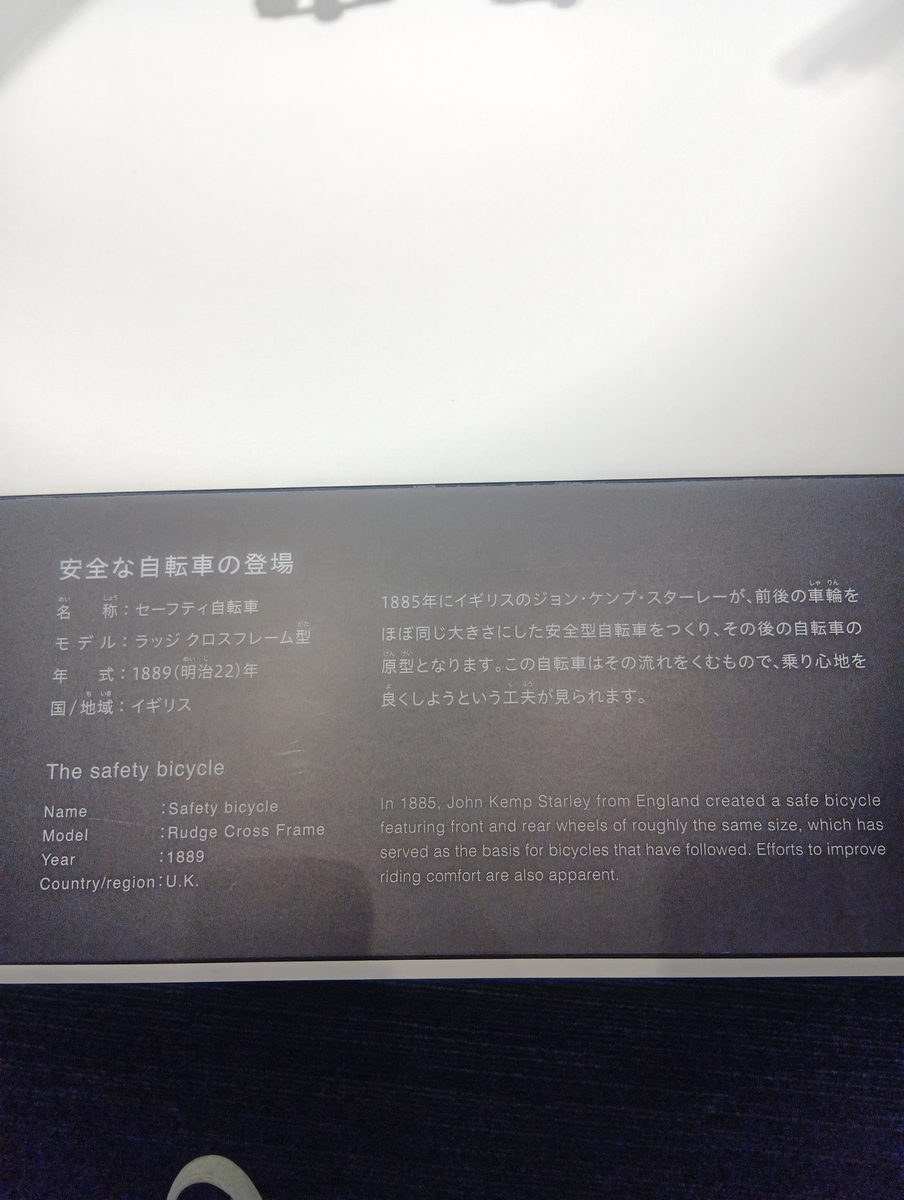 安全な自転車の登場
名　　称：セーフティ自転車
モ デ ル：ラッジ クロスフレーム型
年　　式：1889(明治22)年
国/地域：イギリス
1885年にイギリスのジョン・ケンプ・スターレーが、前後の車輪を
ほぼ同じ大きさにした安全型自転車をつくり、その後の自転車の
原型となります。この自転車はその流れをくむもので、乗り心地を
良くしようという工夫が見られます。
The safety bicycle
Name :Safety bicycle
Model :Rudge Cross Frame
Year :1889
Country/region:U.K.
In 1885, John Kemp Starley from England created a safe bicycle
featuring front and rear wheels of roughly the same size, which has
served as the basis for bicycles that have followed. Efforts to improve
riding comfort are also apparent.